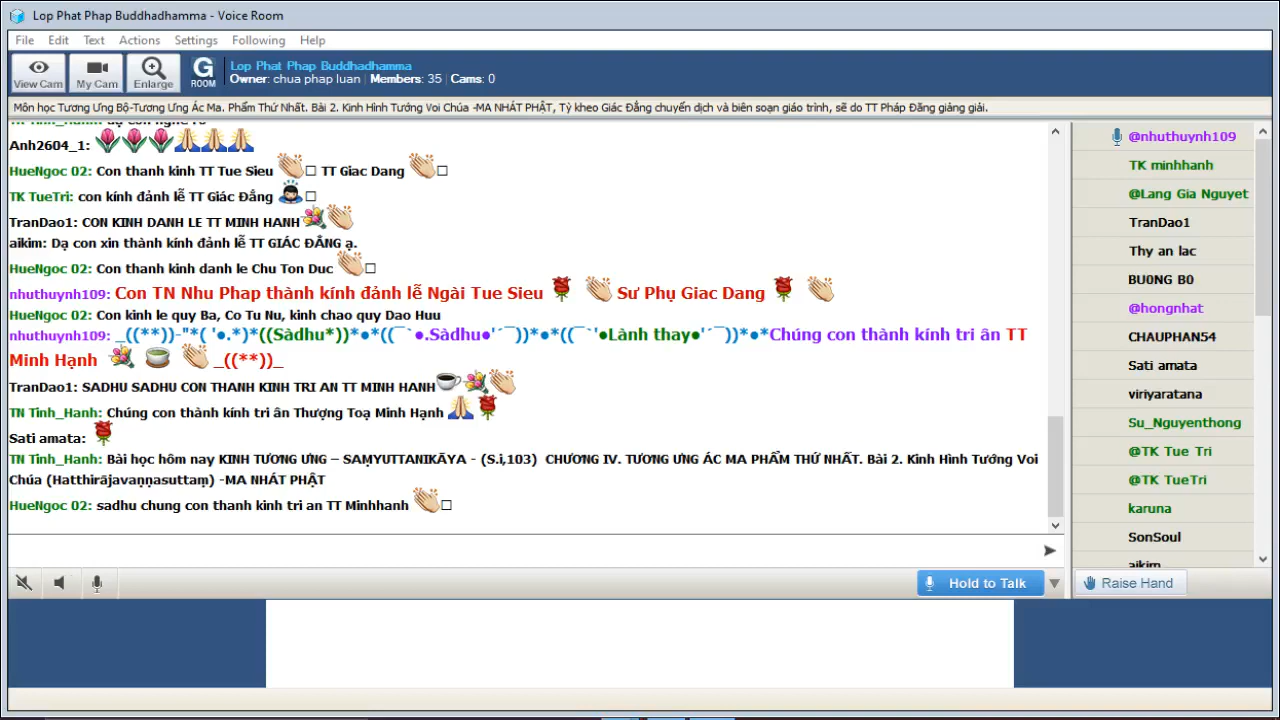 Lop Phat Phap Buddhadhamma - Voice Room
File Edit Text Actions Settings Following Help
View Cam My Cam Enlarge G ROOM
Lop Phat Phap Buddhadhamma
Owner: chua phap luan | Members: 35 | Cams: 0
Môn học Tương Ưng Bộ-Tương Ưng Ác Ma. Phẩm Thứ Nhất. Bài 2. Kinh Hình Tướng Voi Chúa -MA NHÁT PHẬT, Tỳ kheo Giác Đẳng chuyển dịch và biên soạn giáo trình, sẽ do TT Pháp Đăng giảng giải.
Anh2604_1:
HueNgoc 02: Con thanh kinh TT Tue Sieu TT Giac Dang
TK TueTri: con kính đảnh lễ TT Giác Đẳng
TranDao1: CON KINH DANH LE TT MINH HANH
aikim: Dạ con xin thành kính đảnh lễ TT GIÁC ĐẲNG ạ.
HueNgoc 02: Con thanh kinh danh le Chu Ton Duc
nhuthuynh109: Con TN Nhu Phap thành kính đảnh lễ Ngài Tue Sieu Sư Phụ Giac Dang
HueNgoc 02: Con kinh le quy Ba, Co Tu Nu, kinh chao quy Dao Huu
nhuthuynh109: _((**))-"*( '●.*)*((Sàdhu*))*●*((¯`●.Sàdhu●'´¯))*●*((¯`'●Lành thay●'´¯))*●*Chúng con thành kính tri ân TT
Minh Hạnh _((**))_
TranDao1: SADHU SADHU CON THANH KINH TRI AN TT MINH HANH
TN Tinh_Hanh: Chúng con thành kính tri ân Thượng Toạ Minh Hạnh
Sati amata:
TN Tinh_Hanh: Bài học hôm nay KINH TƯƠNG ƯNG – SAṂYUTTANIKĀYA - (S.i,103) CHƯƠNG IV. TƯƠNG ƯNG ÁC MA PHẨM THỨ NHẤT. Bài 2. Kinh Hình Tướng Voi
Chúa (Hatthirājavaṇṇasuttaṃ) -MA NHÁT PHẬT
HueNgoc 02: sadhu chung con thanh kinh tri an TT Minhhanh
@nhuthuynh109
TK minhhanh
@Lang Gia Nguyet
TranDao1
Thy an lac
BU0NG B0
@hongnhat
CHAUPHAN54
Sati amata
viriyaratana
Su_Nguyenthong
@TK Tue Tri
@TK TueTri
karuna
SonSoul
aikim
Hold to Talk
Raise Hand